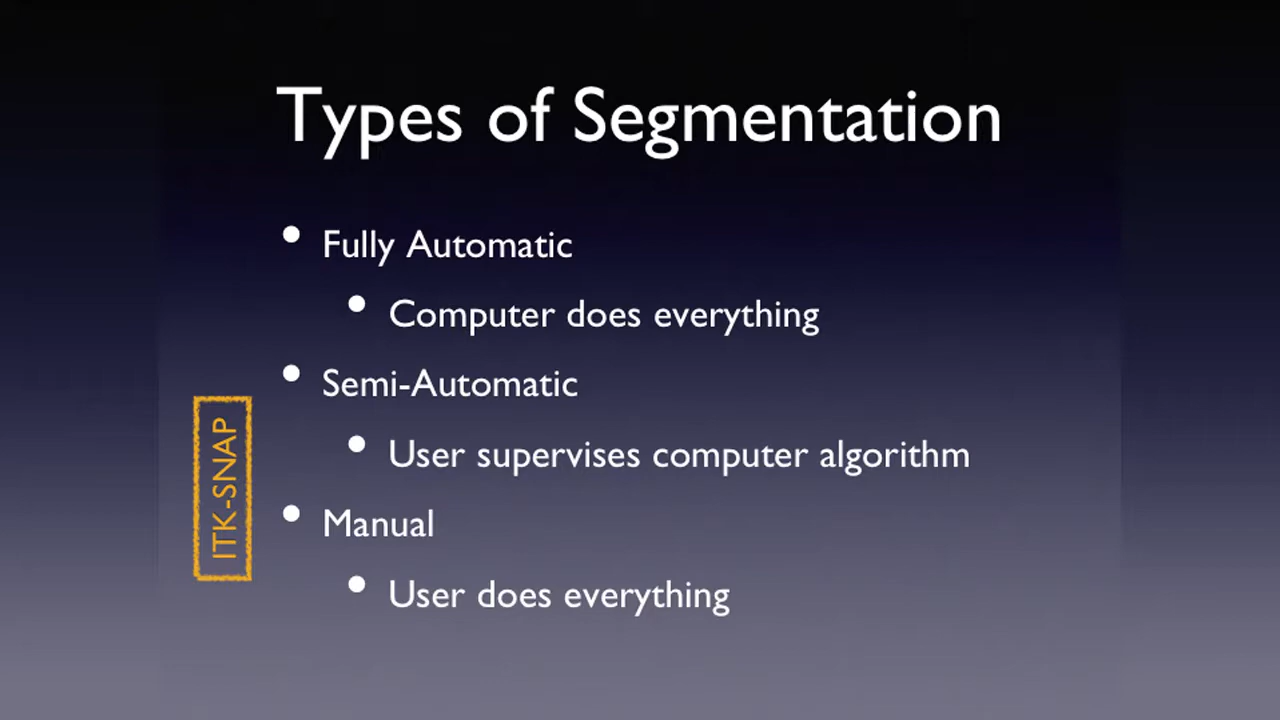 Types of Segmentation
• Fully Automatic
• Computer does everything
• Semi-Automatic
• User supervises computer algorithm
ITK-SNAP
• Manual
• User does everything